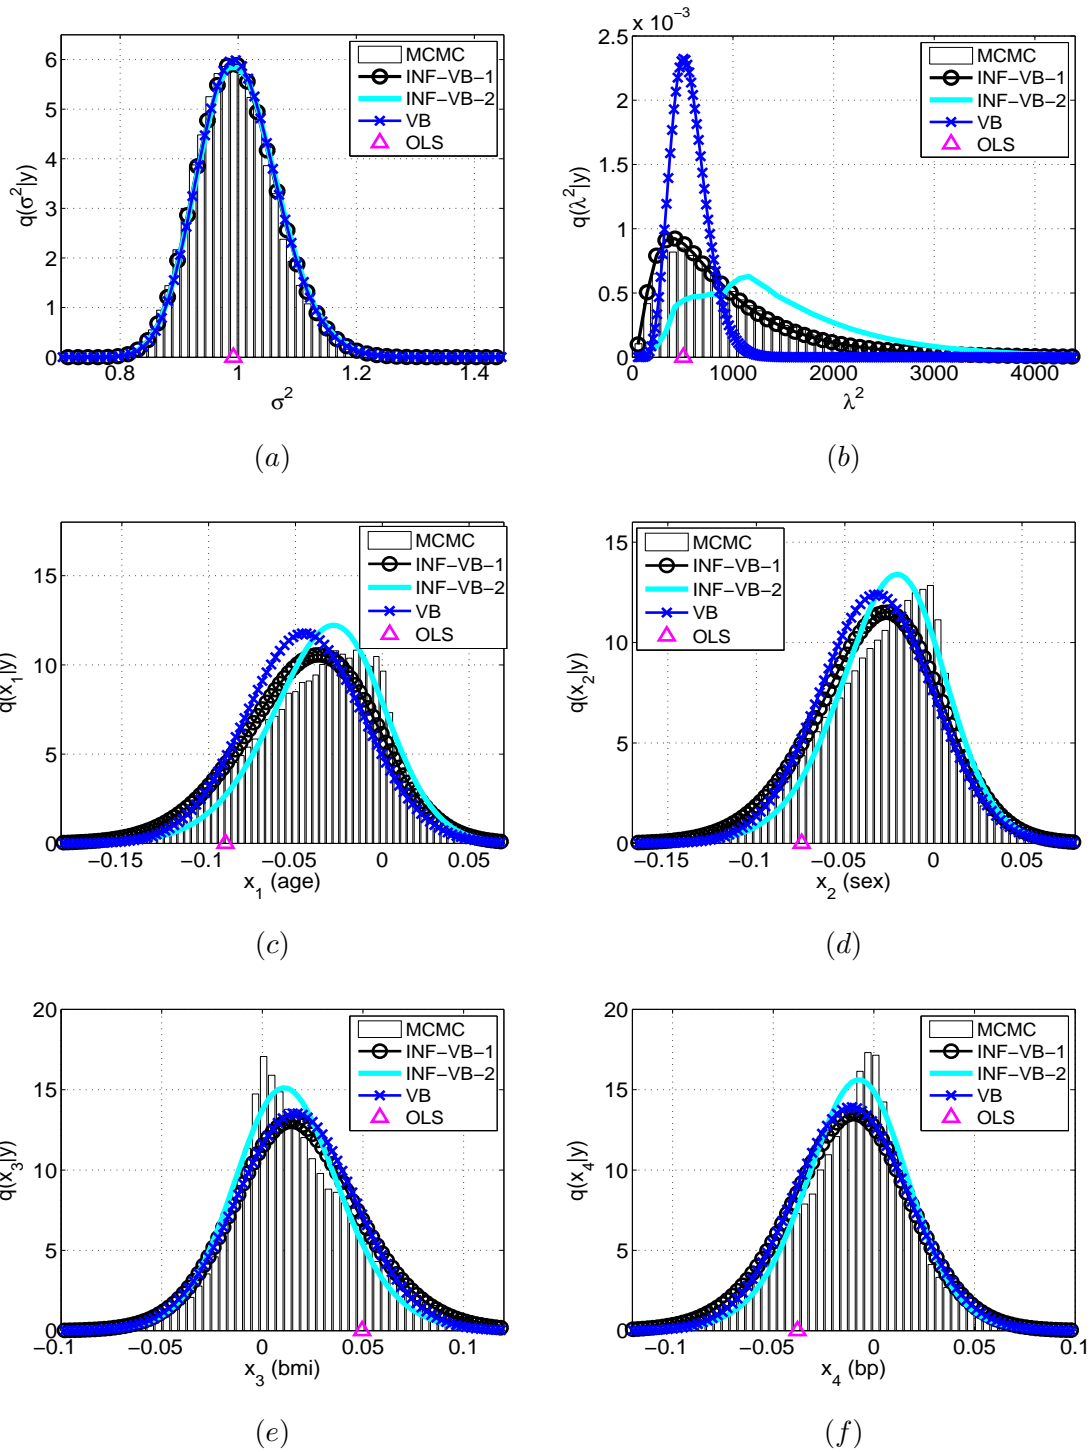 MCMC
INF-VB-1
INF-VB-2
VB
OLS
q(σ²|y)
0 1 2 3 4 5 6
0.8 1 1.2 1.4
σ²
(a)
x 10⁻³
MCMC
INF-VB-1
INF-VB-2
VB
OLS
q(λ²|y)
0 0.5 1 1.5 2 2.5
0 1000 2000 3000 4000
λ²
(b)
MCMC
INF-VB-1
INF-VB-2
VB
OLS
q(x₁|y)
0 5 10 15
-0.15 -0.1 -0.05 0 0.05
x₁ (age)
(c)
MCMC
INF-VB-1
INF-VB-2
VB
OLS
q(x₂|y)
0 5 10 15
-0.15 -0.1 -0.05 0 0.05
x₂ (sex)
(d)
MCMC
INF-VB-1
INF-VB-2
VB
OLS
q(x₃|y)
0 5 10 15 20
-0.1 -0.05 0 0.05 0.1
x₃ (bmi)
(e)
MCMC
INF-VB-1
INF-VB-2
VB
OLS
q(x₄|y)
0 5 10 15 20
-0.1 -0.05 0 0.05 0.1
x₄ (bp)
(f)